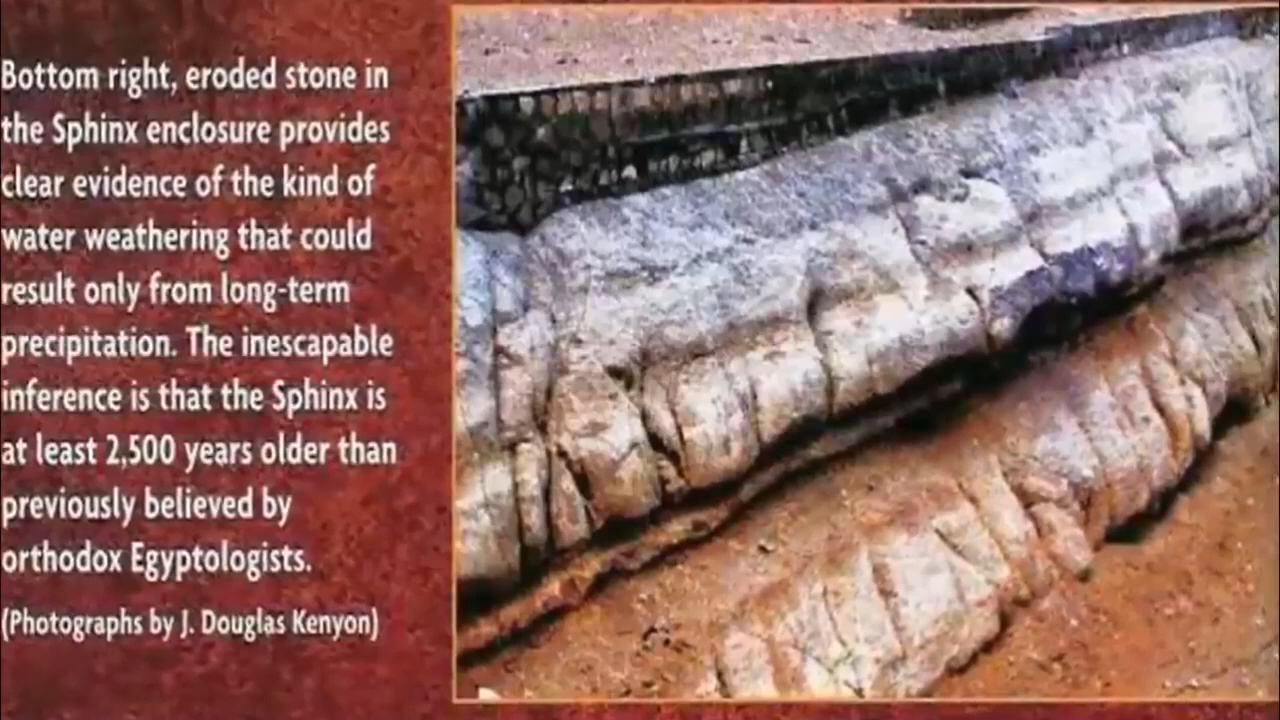 Bottom right, eroded stone in
the Sphinx enclosure provides
clear evidence of the kind of
water weathering that could
result only from long-term
precipitation. The inescapable
inference is that the Sphinx is
at least 2,500 years older than
previously believed by
orthodox Egyptologists.
(Photographs by J. Douglas Kenyon)